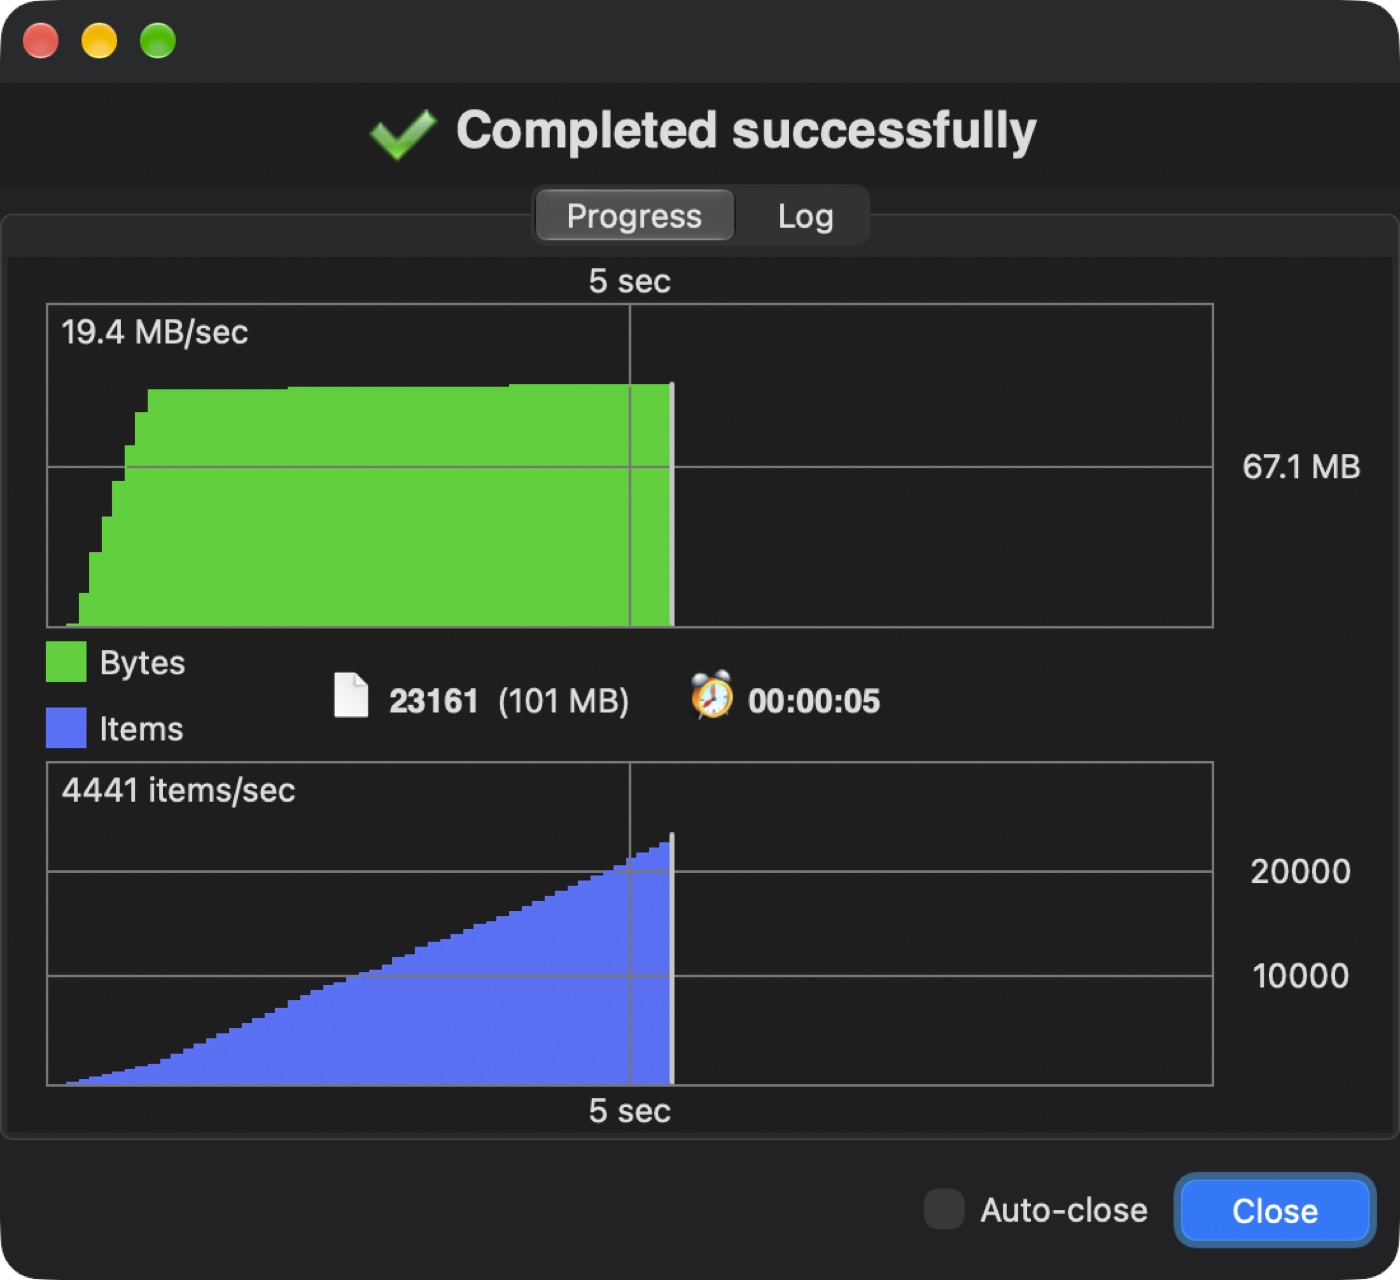 Completed successfully
Progress
Log
5 sec
19.4 MB/sec
67.1 MB
Bytes
Items
23161 (101 MB)
00:00:05
4441 items/sec
20000
10000
5 sec
Auto-close
Close